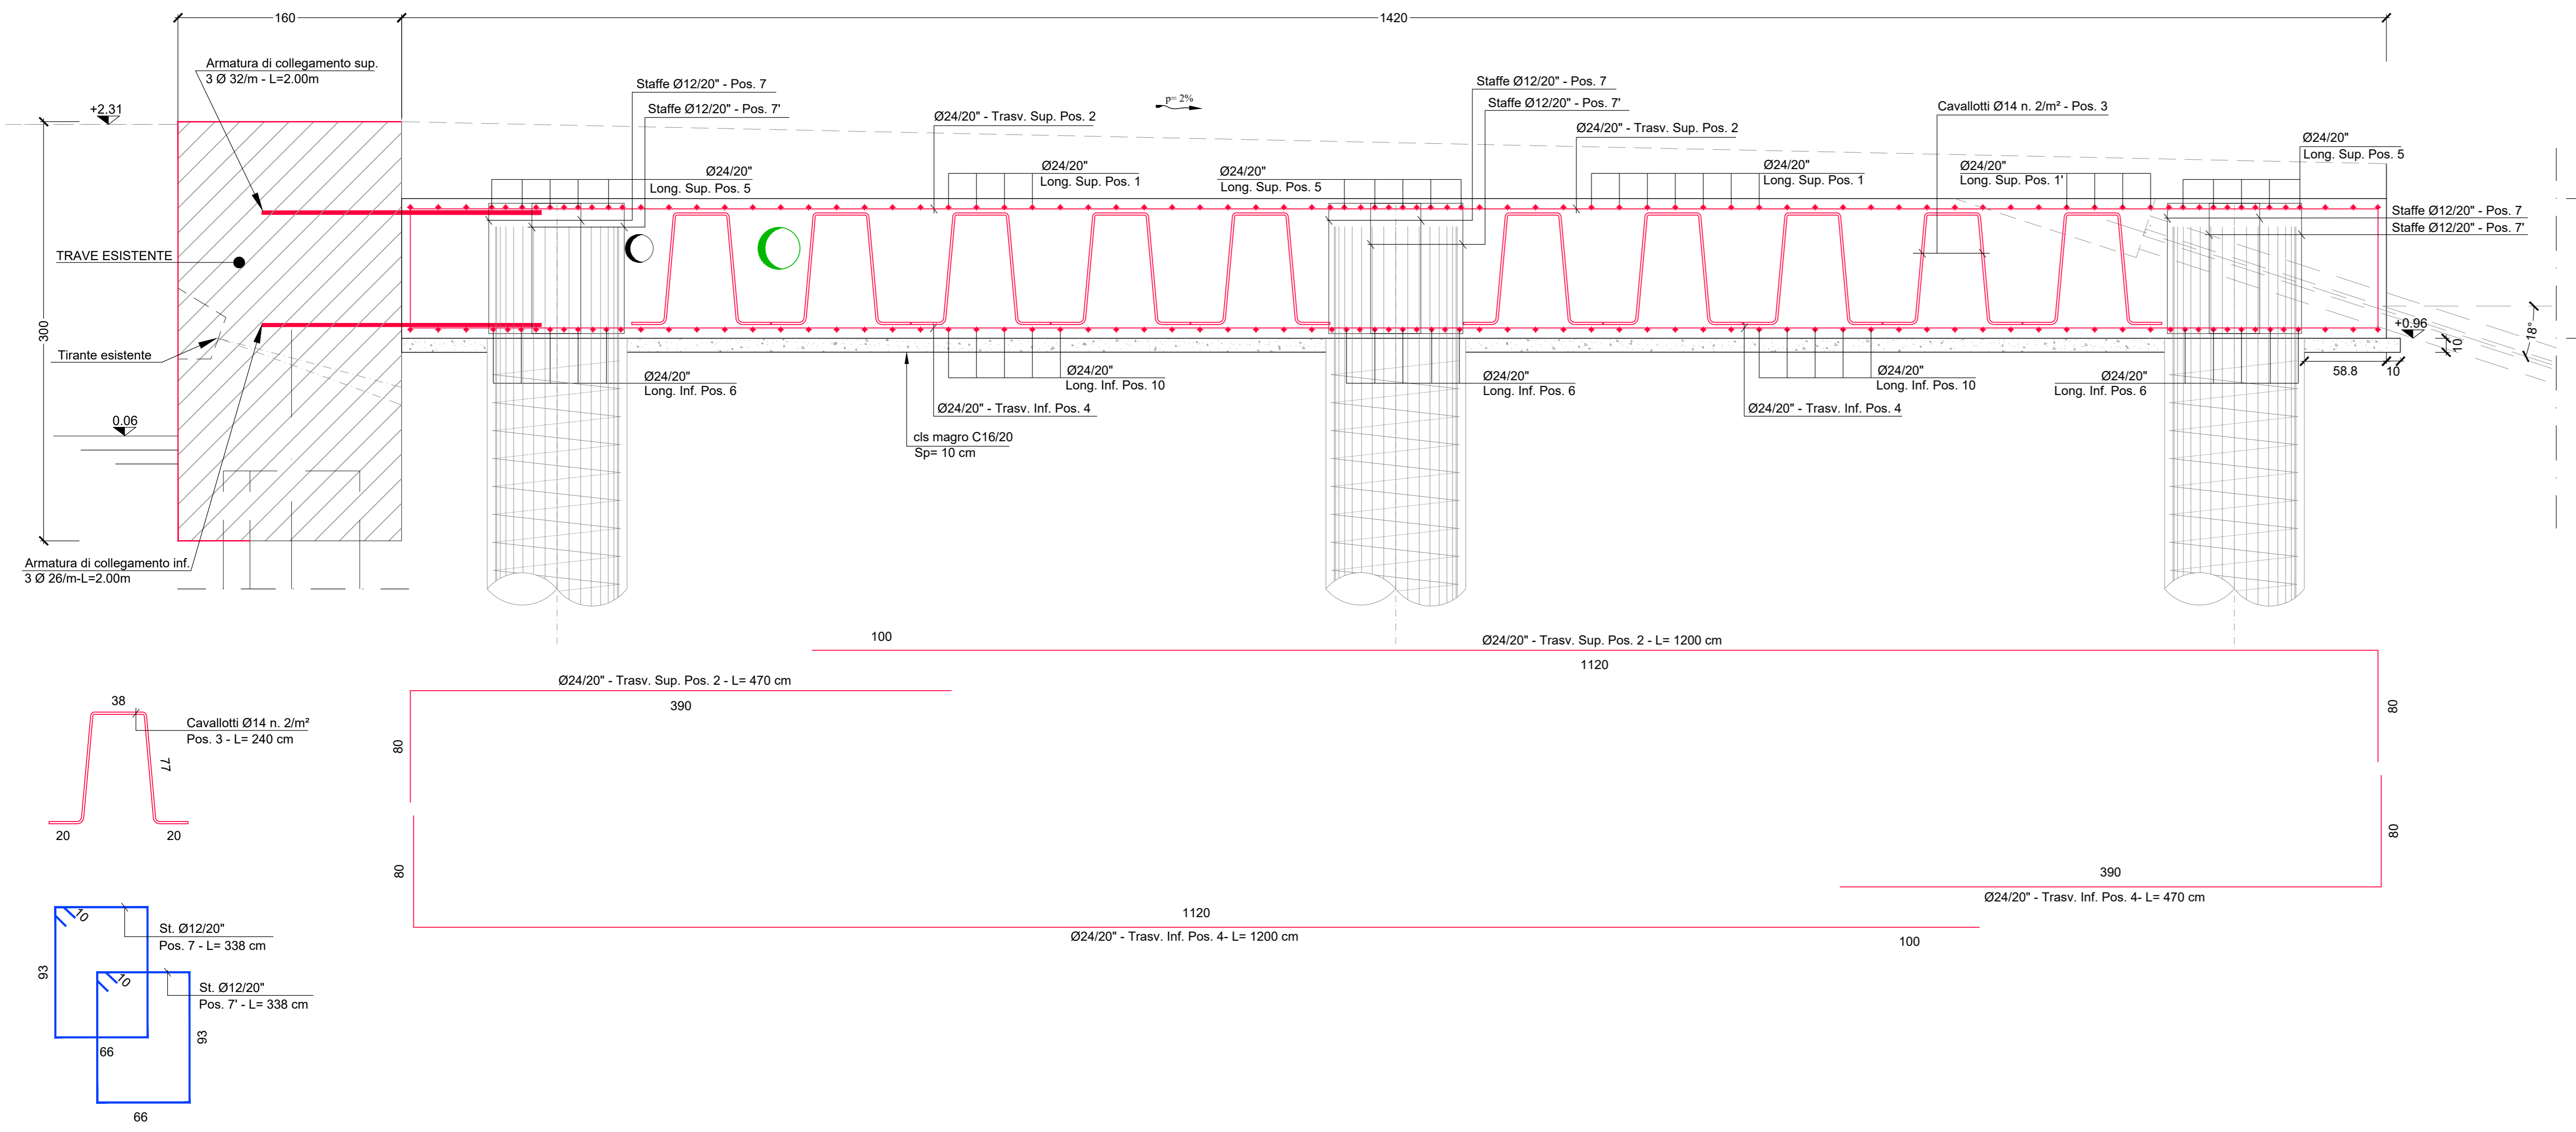 160
1420
Armatura di collegamento sup.
3 Ø 32/m - L=2.00m
+2.31
Staffe Ø12/20" - Pos. 7
Staffe Ø12/20" - Pos. 7'
Ø24/20" - Trasv. Sup. Pos. 2
p= 2%
Staffe Ø12/20" - Pos. 7
Staffe Ø12/20" - Pos. 7'
Ø24/20" - Trasv. Sup. Pos. 2
Cavallotti Ø14 n. 2/m² - Pos. 3
Ø24/20"
Long. Sup. Pos. 5
Ø24/20"
Long. Sup. Pos. 5
Ø24/20"
Long. Sup. Pos. 1
Ø24/20"
Long. Sup. Pos. 5
Ø24/20"
Long. Sup. Pos. 1
Ø24/20"
Long. Sup. Pos. 1'
Staffe Ø12/20" - Pos. 7
Staffe Ø12/20" - Pos. 7'
TRAVE ESISTENTE
300
Tirante esistente
+0.96
18°
10
58.8
10
0.06
Ø24/20"
Long. Inf. Pos. 6
Ø24/20"
Long. Inf. Pos. 10
Ø24/20" - Trasv. Inf. Pos. 4
cls magro C16/20
Sp= 10 cm
Ø24/20"
Long. Inf. Pos. 6
Ø24/20"
Long. Inf. Pos. 10
Ø24/20" - Trasv. Inf. Pos. 4
Ø24/20"
Long. Inf. Pos. 6
Armatura di collegamento inf.
3 Ø 26/m-L=2.00m
100
Ø24/20" - Trasv. Sup. Pos. 2 - L= 1200 cm
1120
80
Ø24/20" - Trasv. Sup. Pos. 2 - L= 470 cm
390
80
38
Cavallotti Ø14 n. 2/m²
Pos. 3 - L= 240 cm
77
20
20
80
390
Ø24/20" - Trasv. Inf. Pos. 4- L= 470 cm
80
1120
Ø24/20" - Trasv. Inf. Pos. 4- L= 1200 cm
100
10
St. Ø12/20"
Pos. 7 - L= 338 cm
93
66
10
St. Ø12/20"
Pos. 7' - L= 338 cm
93
66